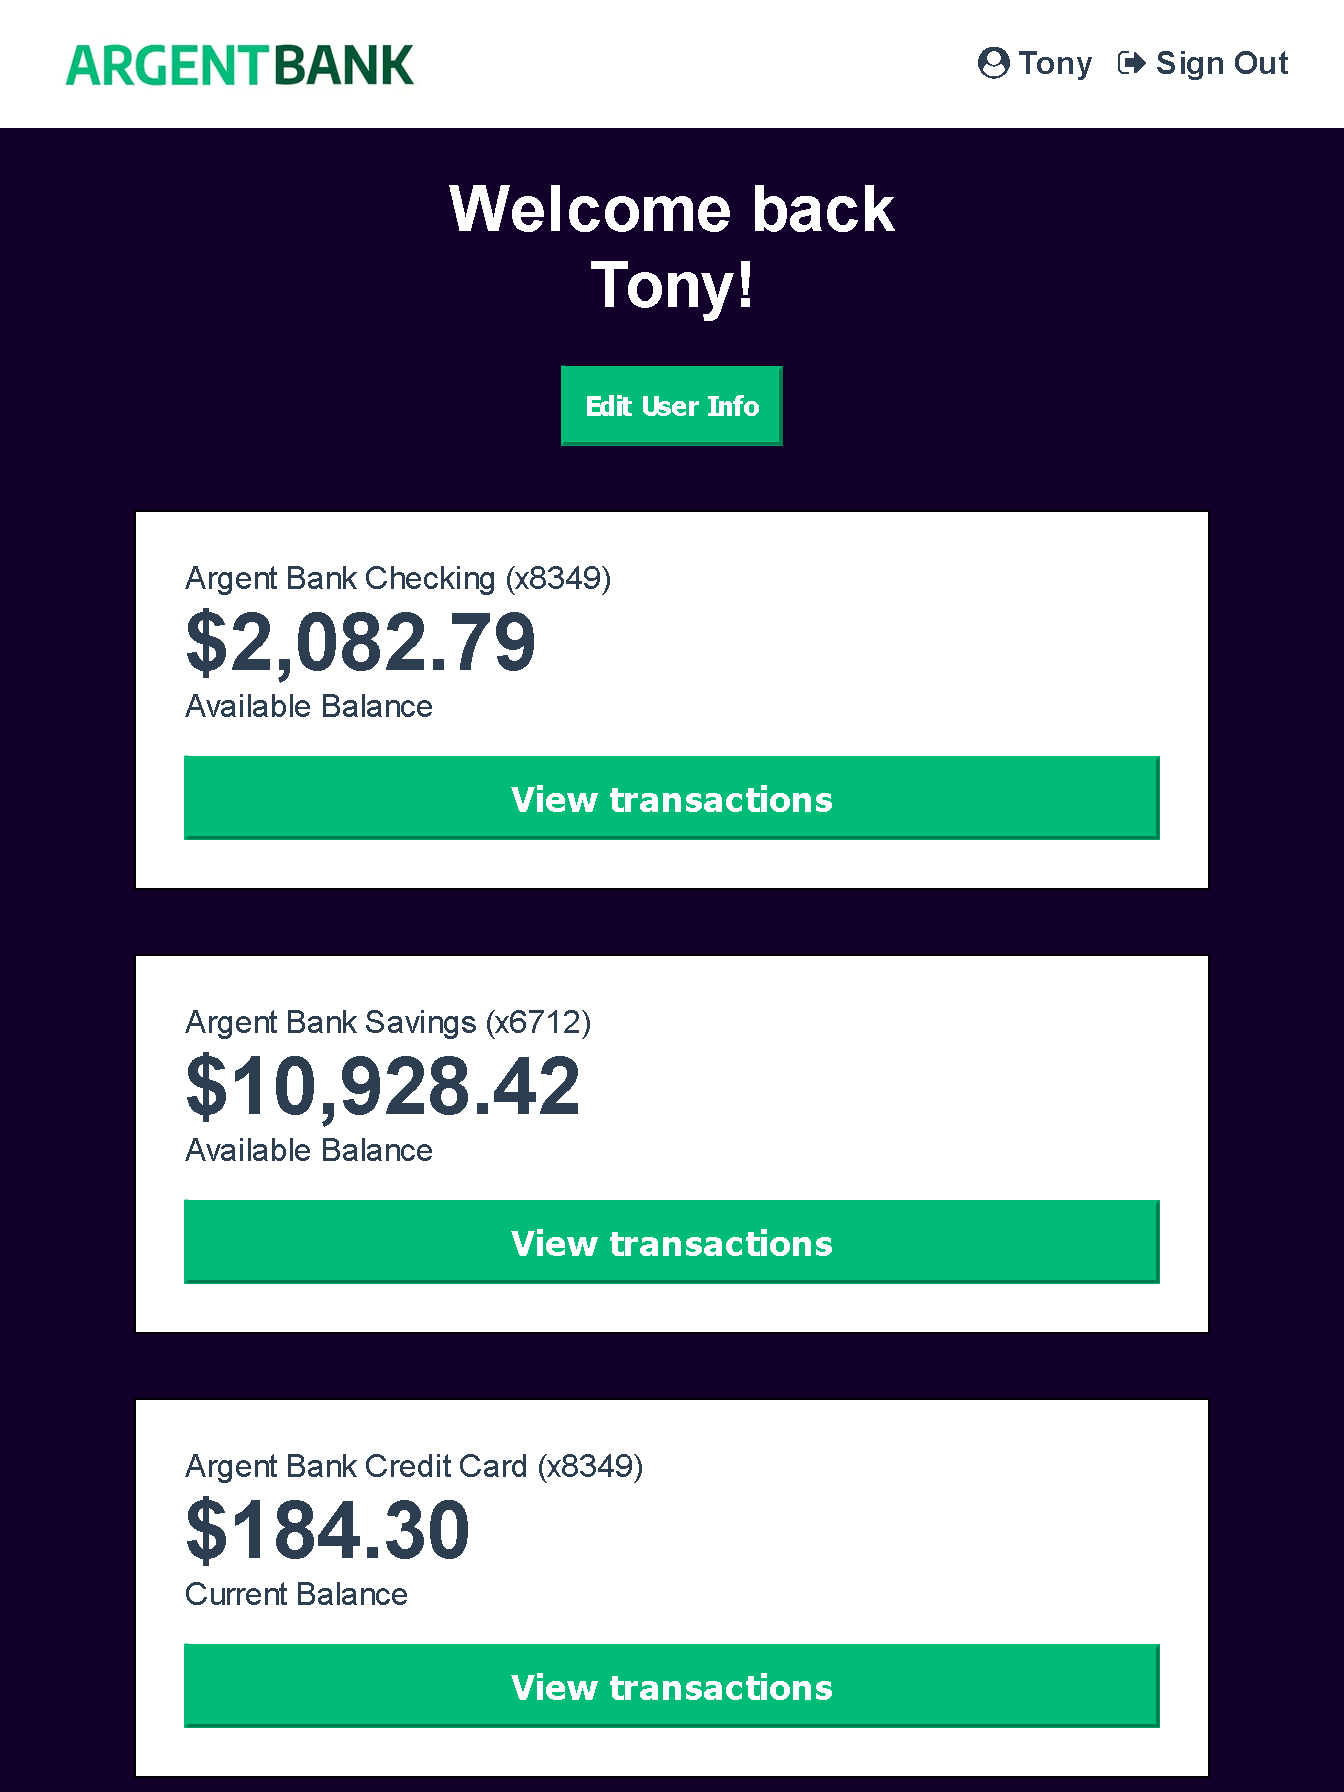 ARGENTBANK
Tony Sign Out
Welcome back
Tony!
Edit User Info
Argent Bank Checking (x8349)
$2,082.79
Available Balance
View transactions
Argent Bank Savings (x6712)
$10,928.42
Available Balance
View transactions
Argent Bank Credit Card (x8349)
$184.30
Current Balance
View transactions